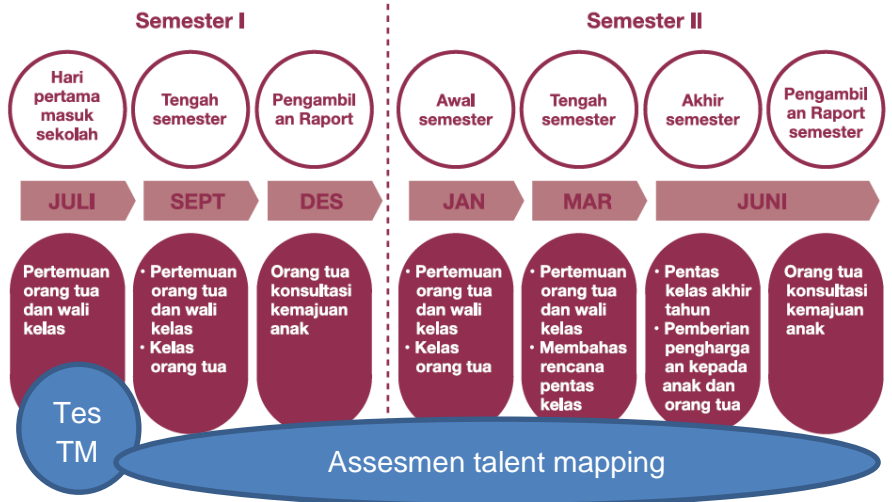 Semester I
Semester II
Hari
pertama
masuk
sekolah
Tengah
semester
Pengambil
an Raport
Awal
semester
Tengah
semester
Akhir
semester
Pengambil
an Raport
semester
JULI
SEPT
DES
JAN
MAR
JUNI
Pertemuan
orang tua
dan wali
kelas
• Pertemuan
orang tua
dan wali
kelas
• Kelas
orang tua
Orang tua
konsultasi
kemajuan
anak
• Pertemuan
orang tua
dan wali
kelas
• Kelas
orang tua
• Pertemuan
orang tua
dan wali
kelas
• Membahas
rencana
pentas
kelas
• Pentas
kelas akhir
tahun
• Pemberian
pengharga
an kepada
anak dan
orang tua
Orang tua
konsultasi
kemajuan
anak
Tes
TM
Assesmen talent mapping